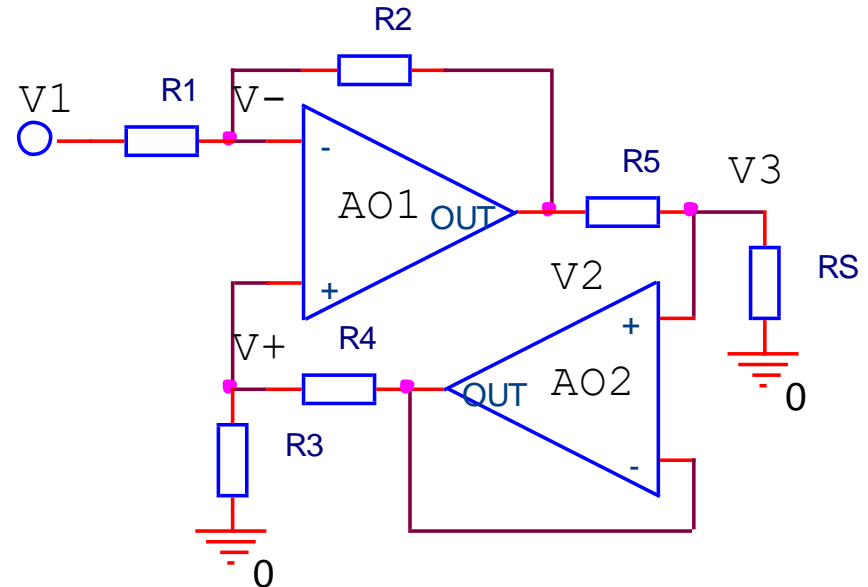 R2
V1
R1
V-
-
AO1
OUT
R5
V3
+
V2
RS
V+
R4
+
OUT
AO2
0
R3
-
0